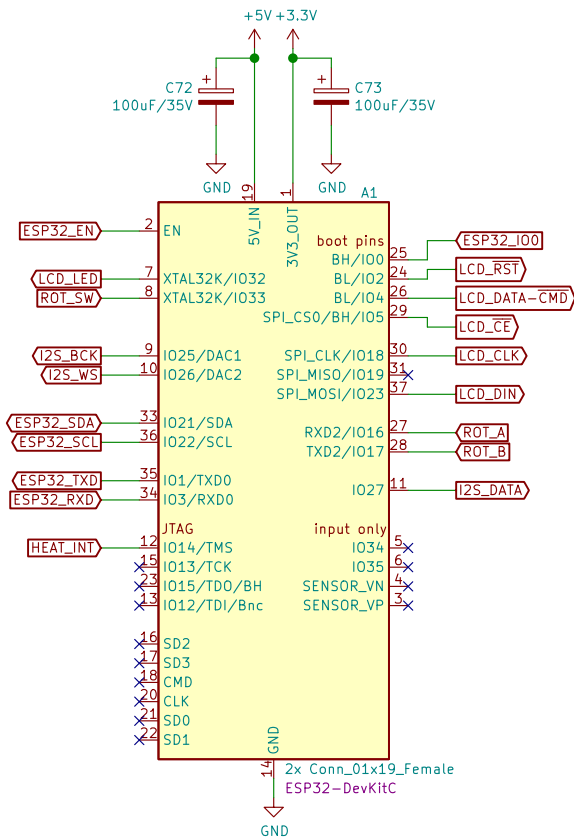 +5V +3.3V
C72
100uF/35V
C73
100uF/35V
GND
GND
19
1
A1
5V_IN
3V3_OUT
ESP32_EN
2
EN
boot pins
BH/IO0
25
ESP32_IO0
LCD_LED
7
XTAL32K/IO32
BL/IO2
24
LCD_RST
ROT_SW
8
XTAL32K/IO33
BL/IO4
26
LCD_DATA-CMD
SPI_CS0/BH/IO5
29
LCD_CE
I2S_BCK
9
IO25/DAC1
SPI_CLK/IO18
30
LCD_CLK
I2S_WS
10
IO26/DAC2
SPI_MISO/IO19
31
SPI_MOSI/IO23
37
LCD_DIN
ESP32_SDA
33
IO21/SDA
RXD2/IO16
27
ROT_A
ESP32_SCL
36
IO22/SCL
TXD2/IO17
28
ROT_B
ESP32_TXD
35
IO1/TXD0
IO27
11
I2S_DATA
ESP32_RXD
34
IO3/RXD0
JTAG
input only
HEAT_INT
12
IO14/TMS
IO34
5
15
IO13/TCK
IO35
6
23
IO15/TDO/BH
SENSOR_VN
4
13
IO12/TDI/Bnc
SENSOR_VP
3
16
SD2
17
SD3
18
CMD
20
CLK
21
SD0
22
SD1
GND
14
2x Conn_01x19_Female
ESP32-DevKitC
GND